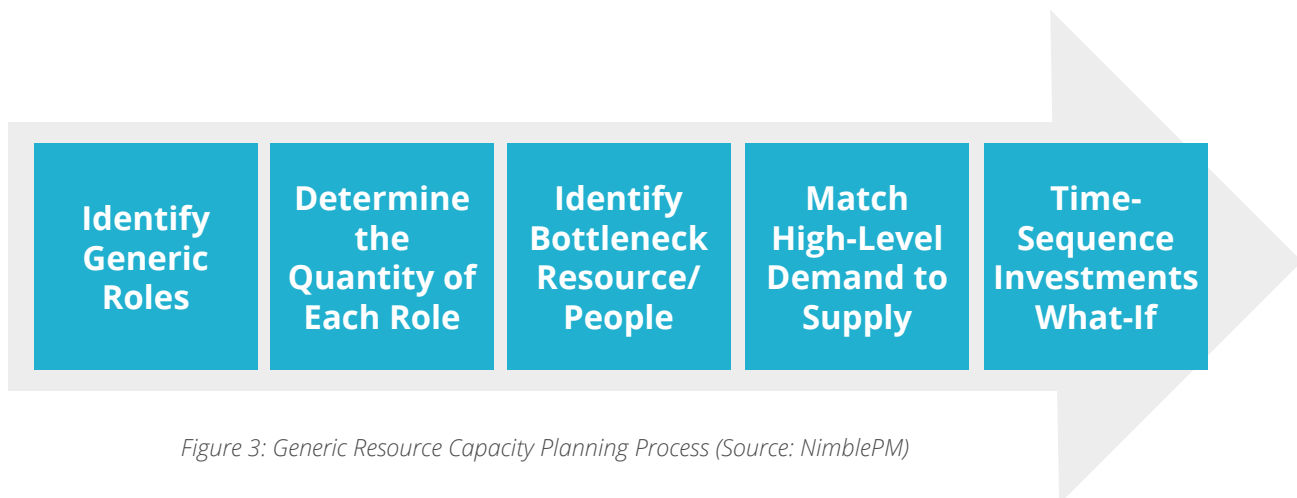 Identify
Generic
Roles
Determine
the
Quantity of
Each Role
Identify
Bottleneck
Resource/
People
Match
High-Level
Demand to
Supply
Time-
Sequence
Investments
What-If
Figure 3: Generic Resource Capacity Planning Process (Source: NimblePM)